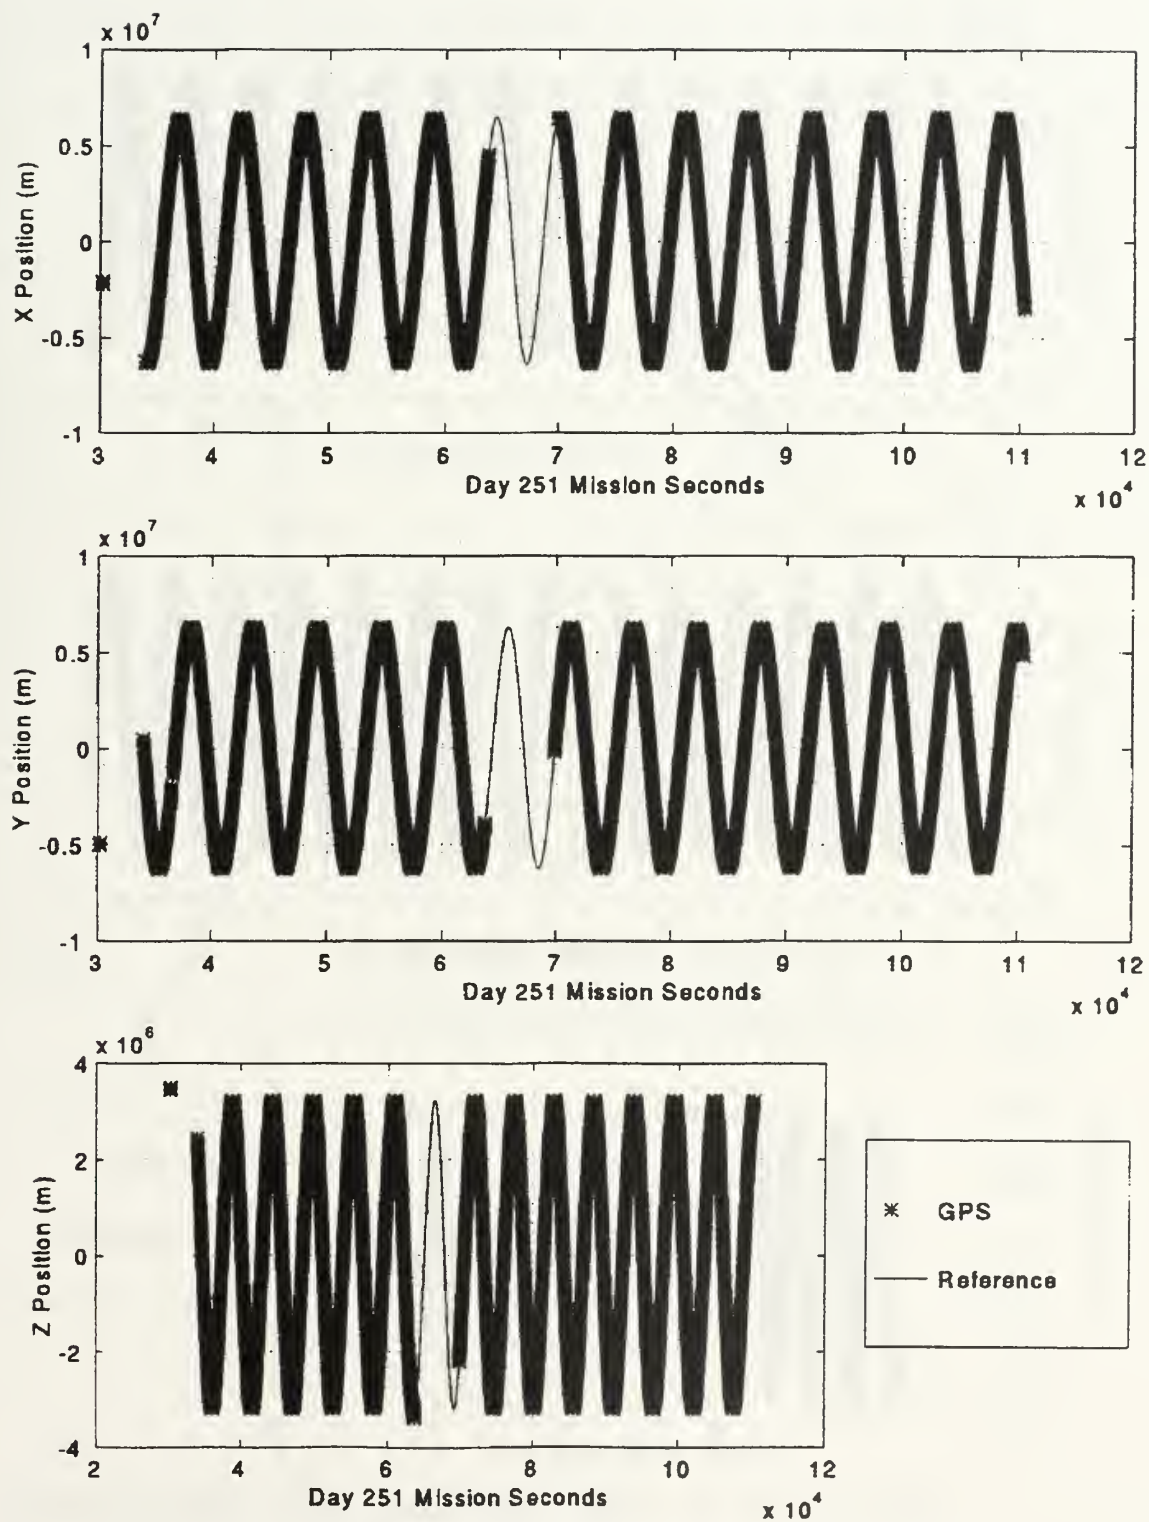 x 10^7
1
0.5
0
-0.5
-1
X Position (m)
3 4 5 6 7 8 9 10 11 12
Day 251 Mission Seconds
x 10^4
x 10^7
1
0.5
0
-0.5
-1
Y Position (m)
3 4 5 6 7 8 9 10 11 12
Day 251 Mission Seconds
x 10^4
x 10^6
4
2
0
-2
-4
Z Position (m)
2 4 6 8 10 12
Day 251 Mission Seconds
x 10^4
GPS
Reference